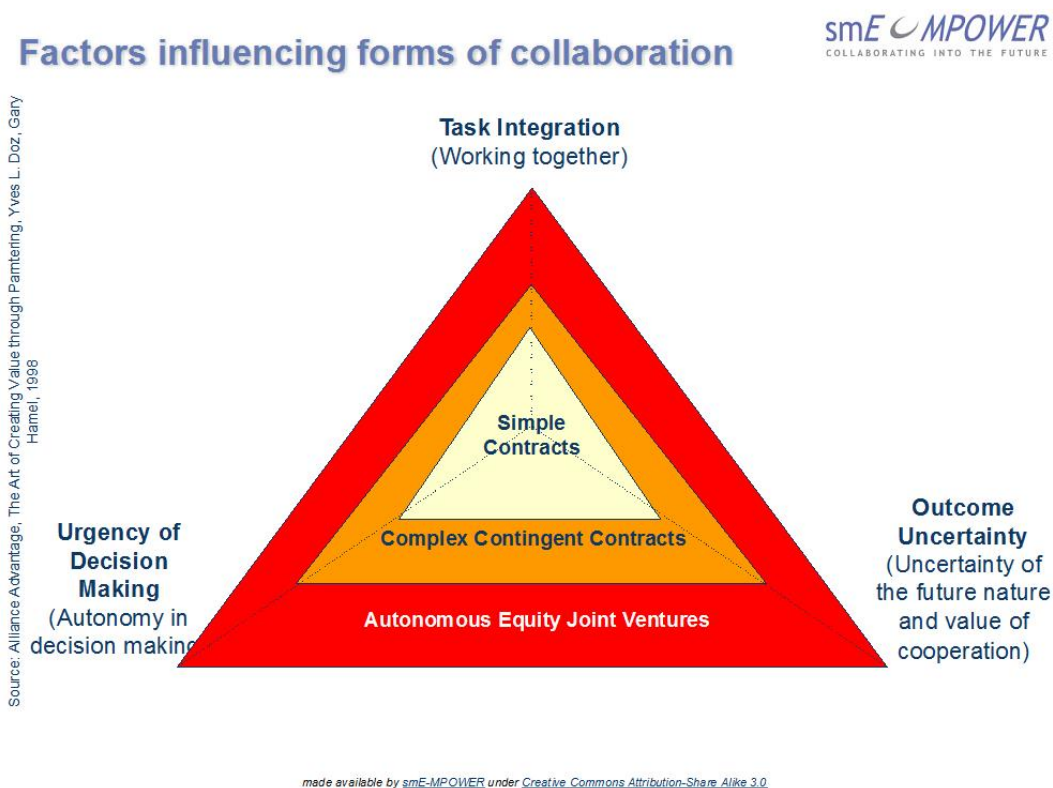 Factors influencing forms of collaboration
smE MPOWER
COLLABORATING INTO THE FUTURE
Source: Alliance Advantage, The Art of Creating Value through Parntering, Yves L. Doz, Gary
Hamel, 1998
Task Integration
(Working together)
Simple
Contracts
Complex Contingent Contracts
Autonomous Equity Joint Ventures
Urgency of
Decision
Making
(Autonomy in
decision making
Outcome
Uncertainty
(Uncertainty of
the future nature
and value of
cooperation)
made available by smE-MPOWER under Creative Commons Attribution-Share Alike 3.0